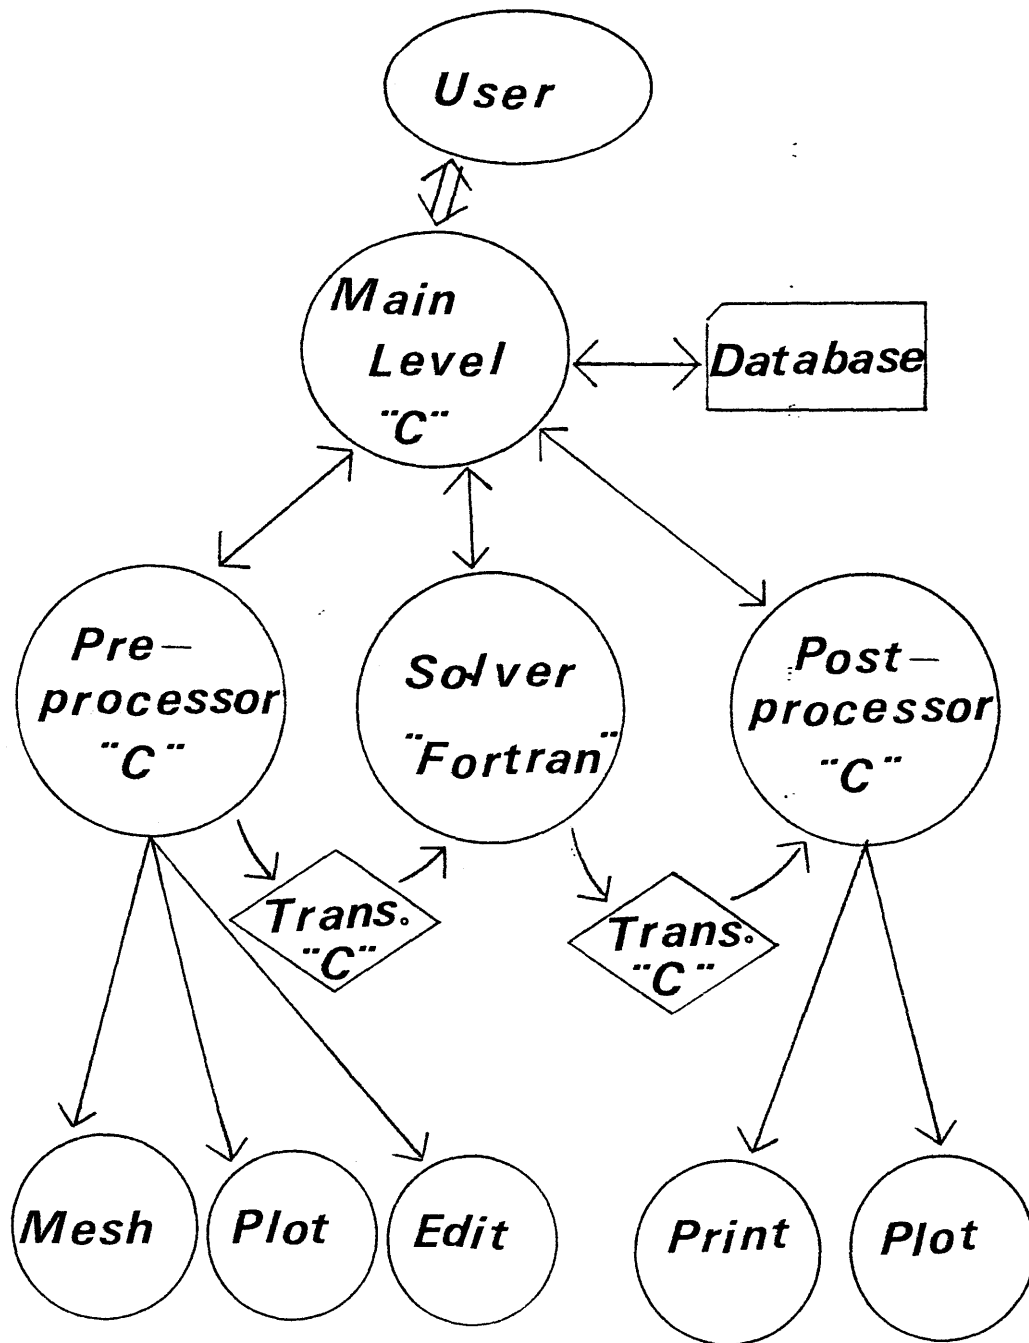 User
Main
Level
"C"
Database
Pre-
processor
"C"
Solver
"Fortran"
Post-
processor
"C"
Trans.
"C"
Trans.
"C"
Mesh
Plot
Edit
Print
Plot